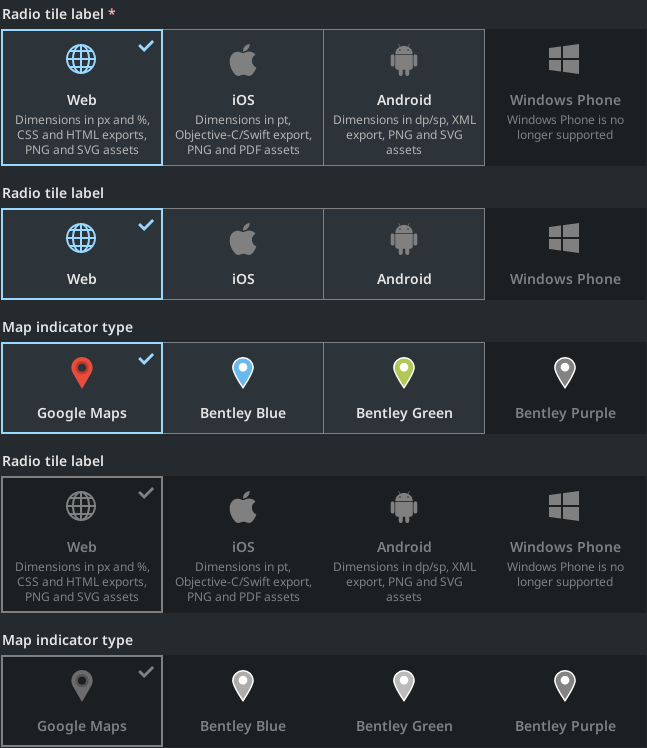 Radio tile label *
Web
Dimensions in px and %,
CSS and HTML exports,
PNG and SVG assets
iOS
Dimensions in pt,
Objective-C/Swift export,
PNG and PDF assets
Android
Dimensions in dp/sp, XML
export, PNG and SVG
assets
Windows Phone
Windows Phone is no
longer supported
Radio tile label
Web
iOS
Android
Windows Phone
Map indicator type
Google Maps
Bentley Blue
Bentley Green
Bentley Purple
Radio tile label
Web
Dimensions in px and %,
CSS and HTML exports,
PNG and SVG assets
iOS
Dimensions in pt,
Objective-C/Swift export,
PNG and PDF assets
Android
Dimensions in dp/sp, XML
export, PNG and SVG
assets
Windows Phone
Windows Phone is no
longer supported
Map indicator type
Google Maps
Bentley Blue
Bentley Green
Bentley Purple